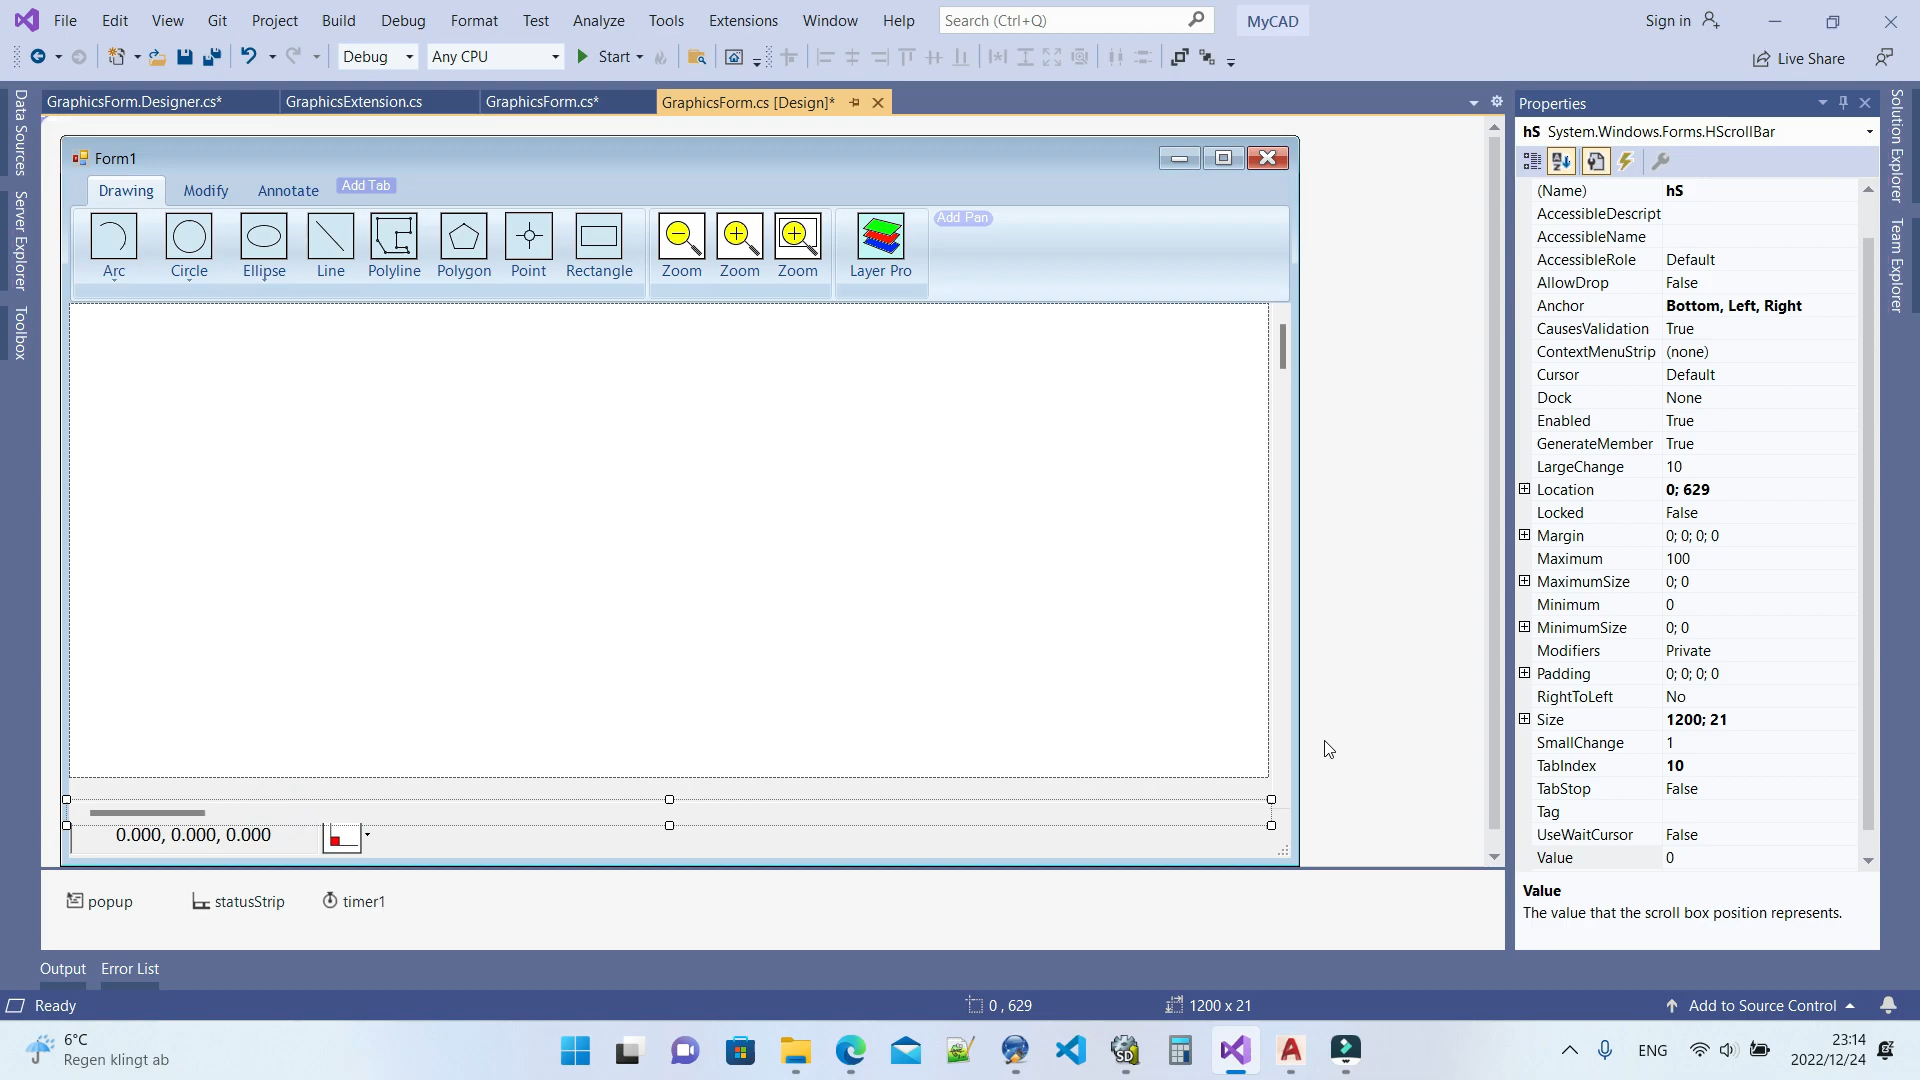 File Edit View Git Project Build Debug Format Test Analyze Tools Extensions Window Help Search (Ctrl+Q) MyCAD Sign in
Debug Any CPU Start Live Share
GraphicsForm.Designer.cs* GraphicsExtension.cs GraphicsForm.cs* GraphicsForm.cs [Design]*
Data Sources
Server Explorer
Toolbox
Form1
Drawing Modify Annotate Add Tab
Add Pan
Arc Circle Ellipse Line Polyline Polygon Point Rectangle Zoom Zoom Zoom Layer Pro
0.000, 0.000, 0.000
popup statusStrip timer1
Properties
hS System.Windows.Forms.HScrollBar
(Name) hS
AccessibleDescript
AccessibleName
AccessibleRole Default
AllowDrop False
Anchor Bottom, Left, Right
CausesValidation True
ContextMenuStrip (none)
Cursor Default
Dock None
Enabled True
GenerateMember True
LargeChange 10
Location 0; 629
Locked False
Margin 0; 0; 0; 0
Maximum 100
MaximumSize 0; 0
Minimum 0
MinimumSize 0; 0
Modifiers Private
Padding 0; 0; 0; 0
RightToLeft No
Size 1200; 21
SmallChange 1
TabIndex 10
TabStop False
Tag
UseWaitCursor False
Value 0
Value
The value that the scroll box position represents.
Solution Explorer
Team Explorer
Output Error List
Ready 0 , 629 1200 x 21 Add to Source Control
6°C
Regen klingt ab
SD
ENG
23:14
2022/12/24